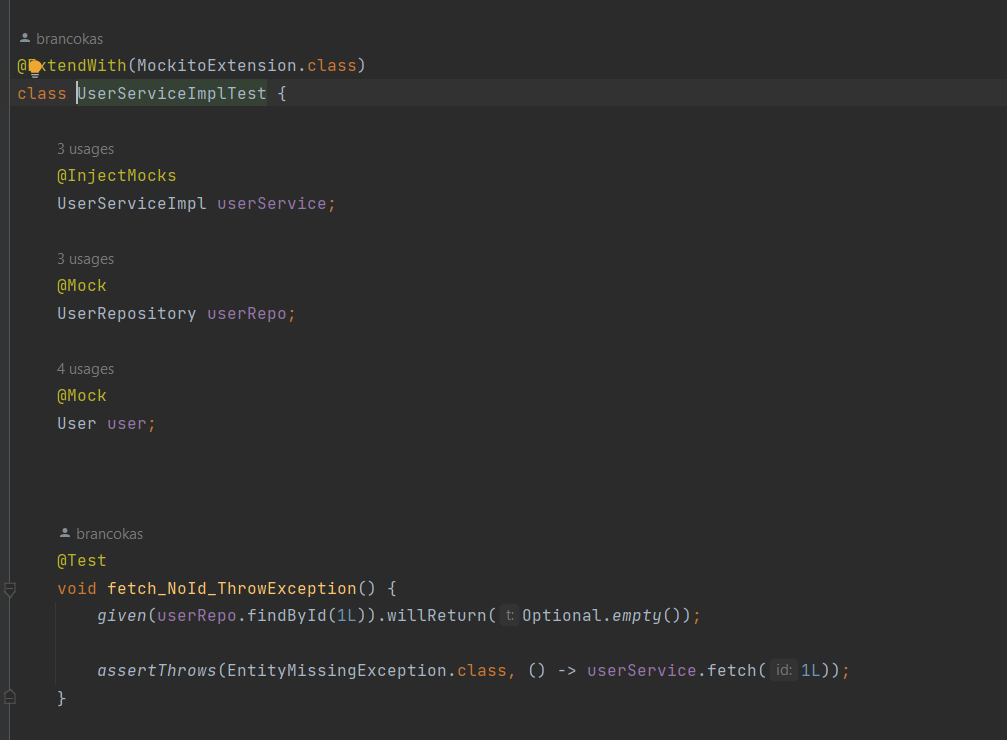 brancokas
@ExtendWith(MockitoExtension.class)
class UserServiceImplTest {
3 usages
@InjectMocks
UserServiceImpl userService;
3 usages
@Mock
UserRepository userRepo;
4 usages
@Mock
User user;
brancokas
@Test
void fetch_NoId_ThrowException() {
given(userRepo.findById(1L)).willReturn( t: Optional.empty());
assertThrows(EntityMissingException.class, () -> userService.fetch( id: 1L));
}